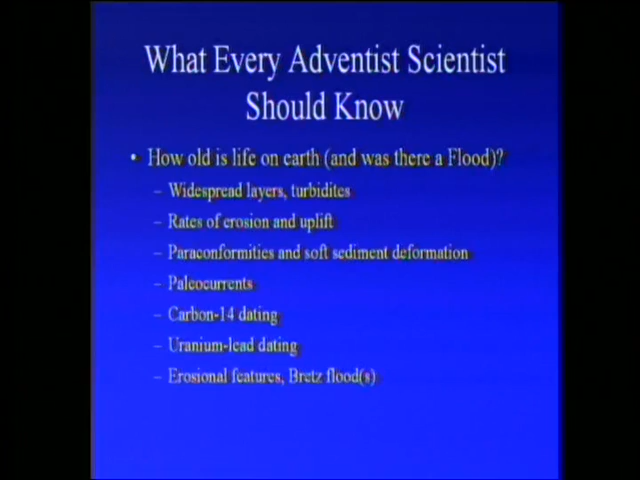 What Every Adventist Scientist
Should Know
• How old is life on earth (and was there a Flood)?
– Widespread layers, turbidites
– Rates of erosion and uplift
– Paraconformities and soft sediment deformation
– Paleocurrents
– Carbon-14 dating
– Uranium-lead dating
– Erosional features, Bretz flood(s)